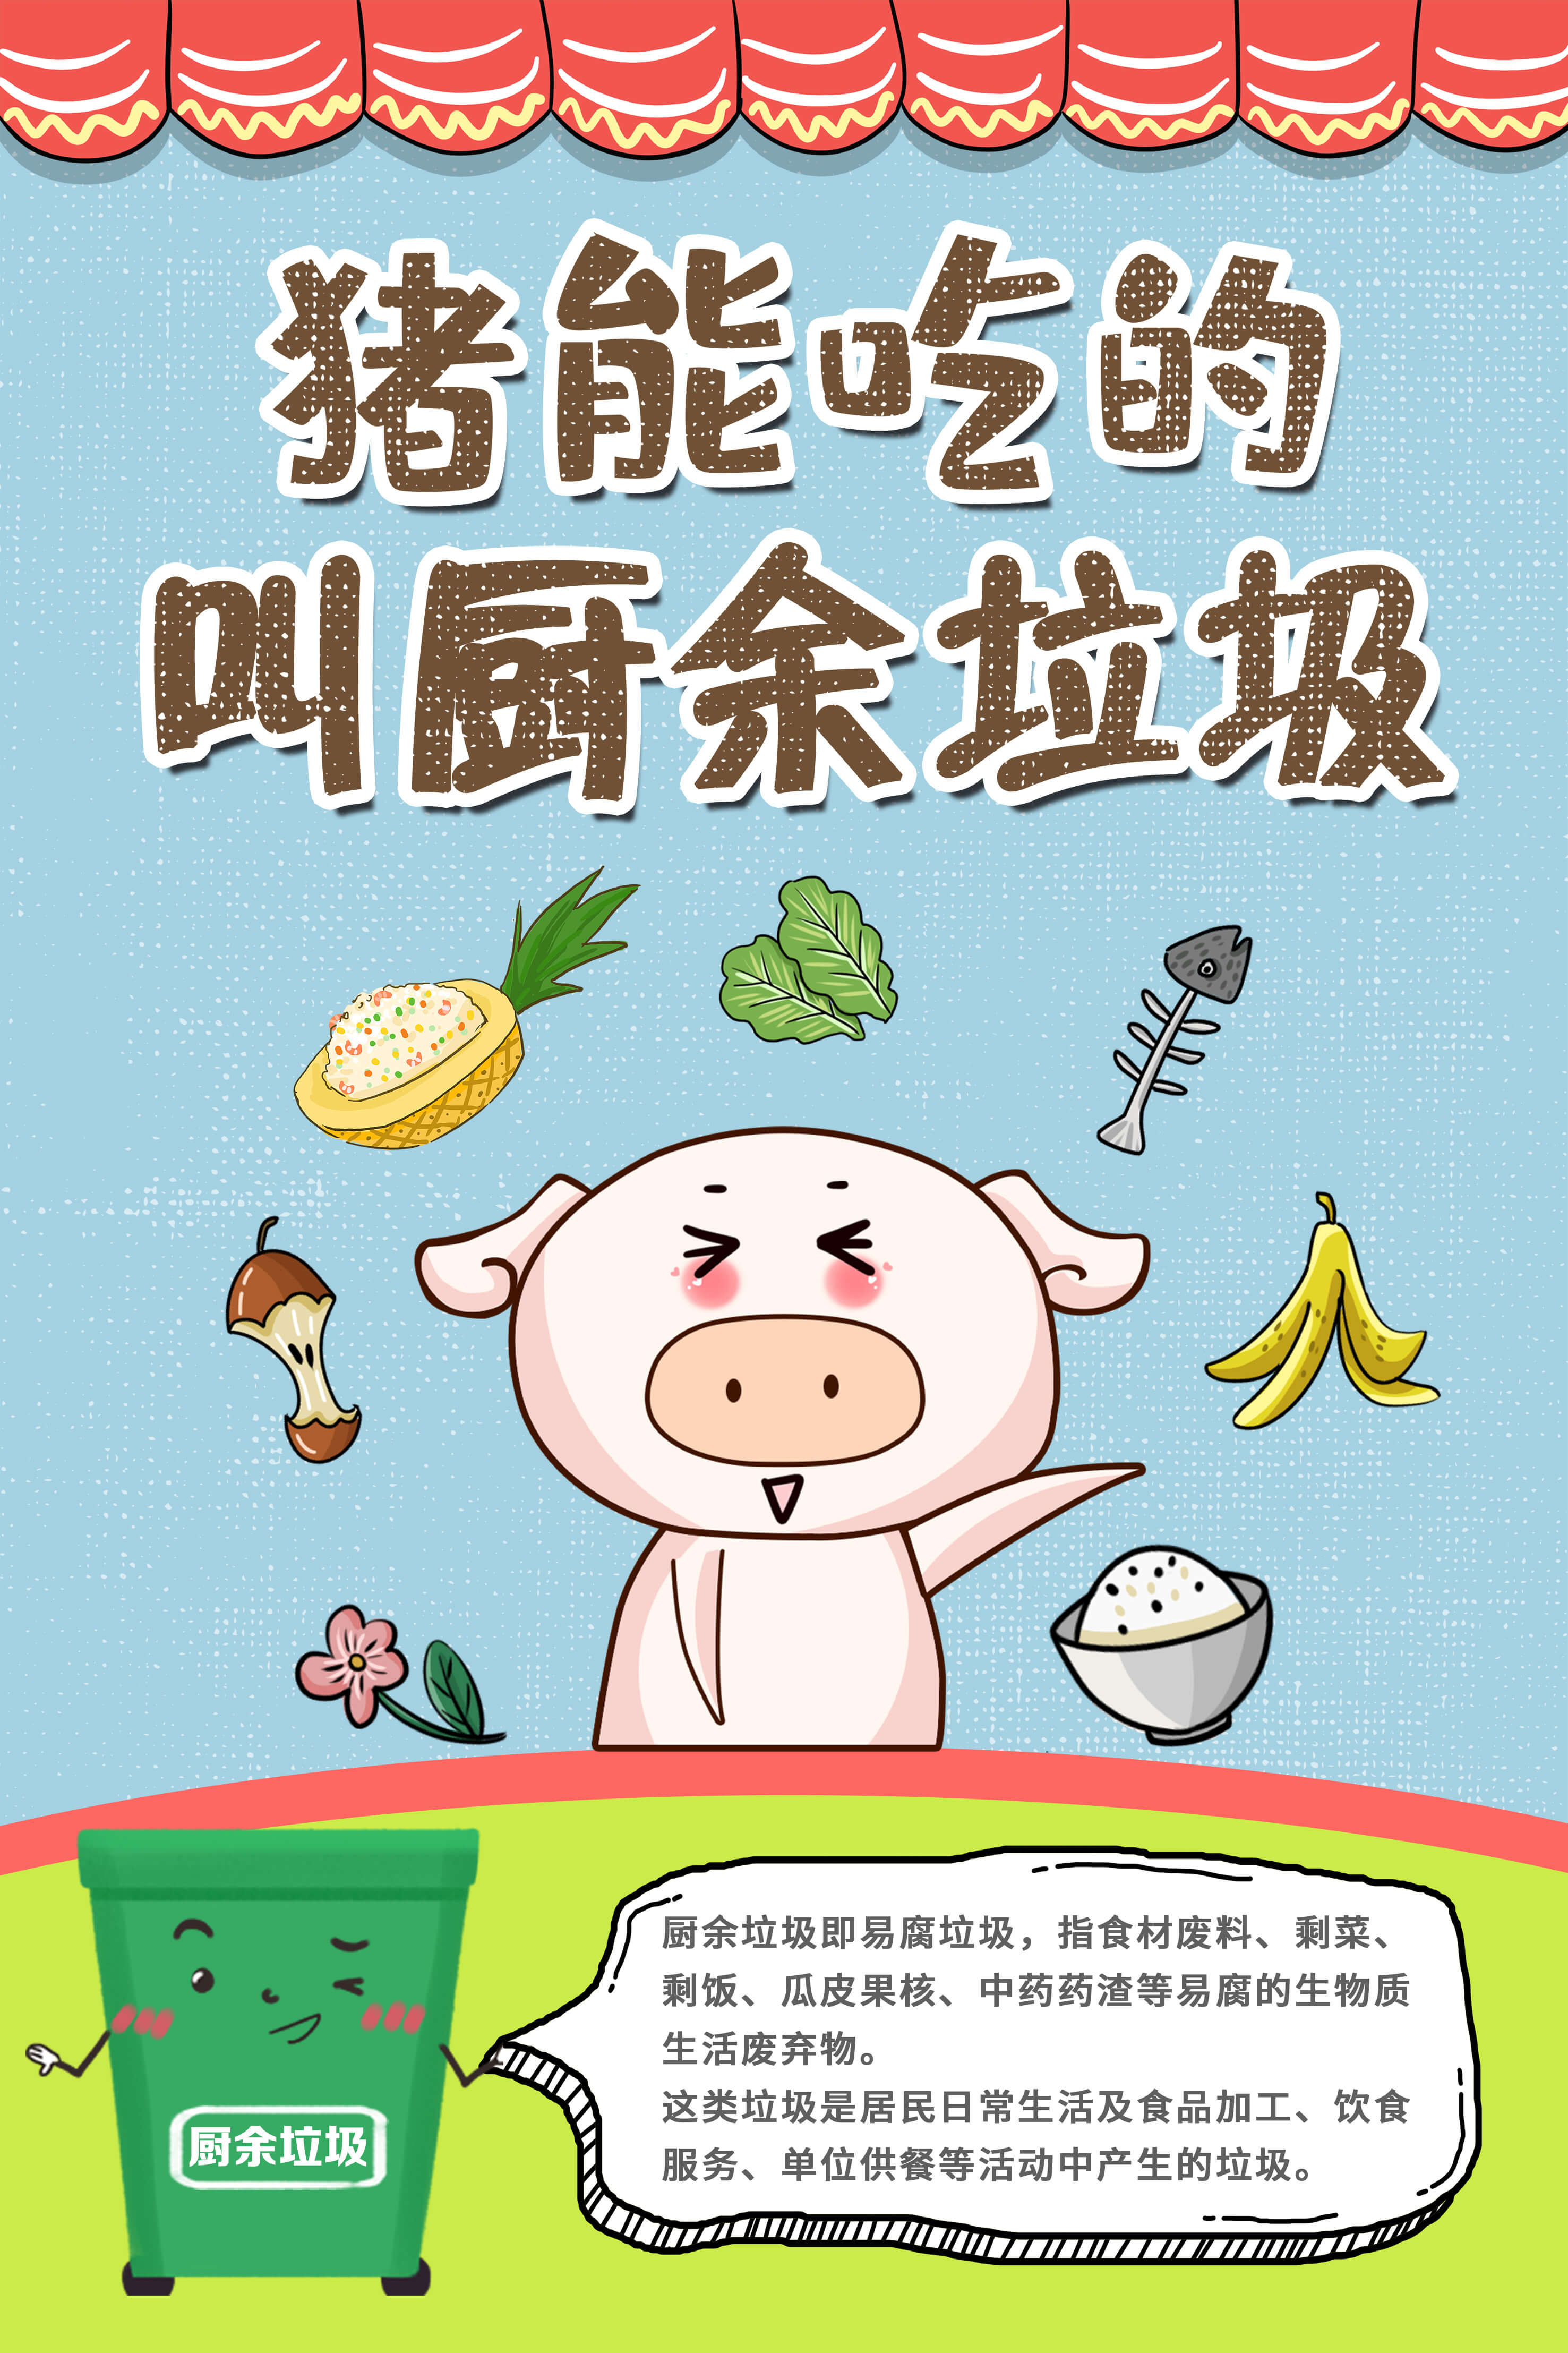 猪能吃的
叫厨余垃圾
厨余垃圾即易腐垃圾，指食材废料、剩菜、
剩饭、瓜皮果核、中药药渣等易腐的生物质
生活废弃物。
这类垃圾是居民日常生活及食品加工、饮食
服务、单位供餐等活动中产生的垃圾。
厨余垃圾